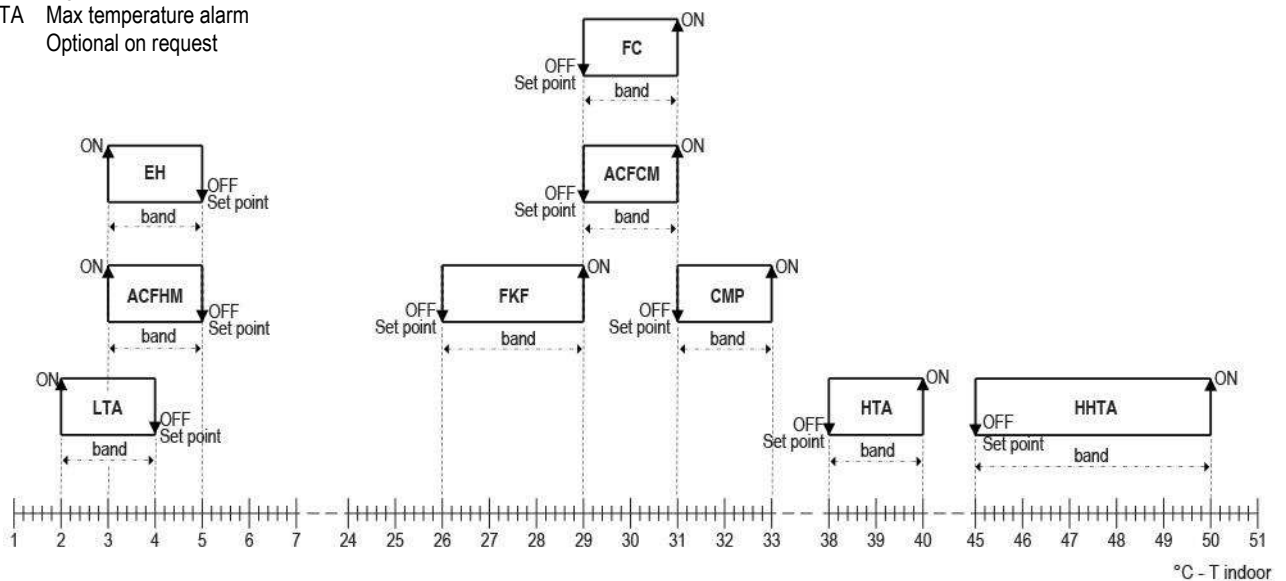 TA Max temperature alarm
Optional on request
ON
FC
OFF
Set point
band
ON
EH
OFF
Set point
band
ON
ACFCM
OFF
Set point
band
ON
ACFHM
OFF
Set point
band
ON
FKF
OFF
Set point
band
ON
CMP
OFF
Set point
band
ON
LTA
OFF
Set point
band
ON
HTA
OFF
Set point
band
ON
HHTA
OFF
Set point
band
1 2 3 4 5 6 7 24 25 26 27 28 29 30 31 32 33 38 39 40 45 46 47 48 49 50 51
°C - T indoor